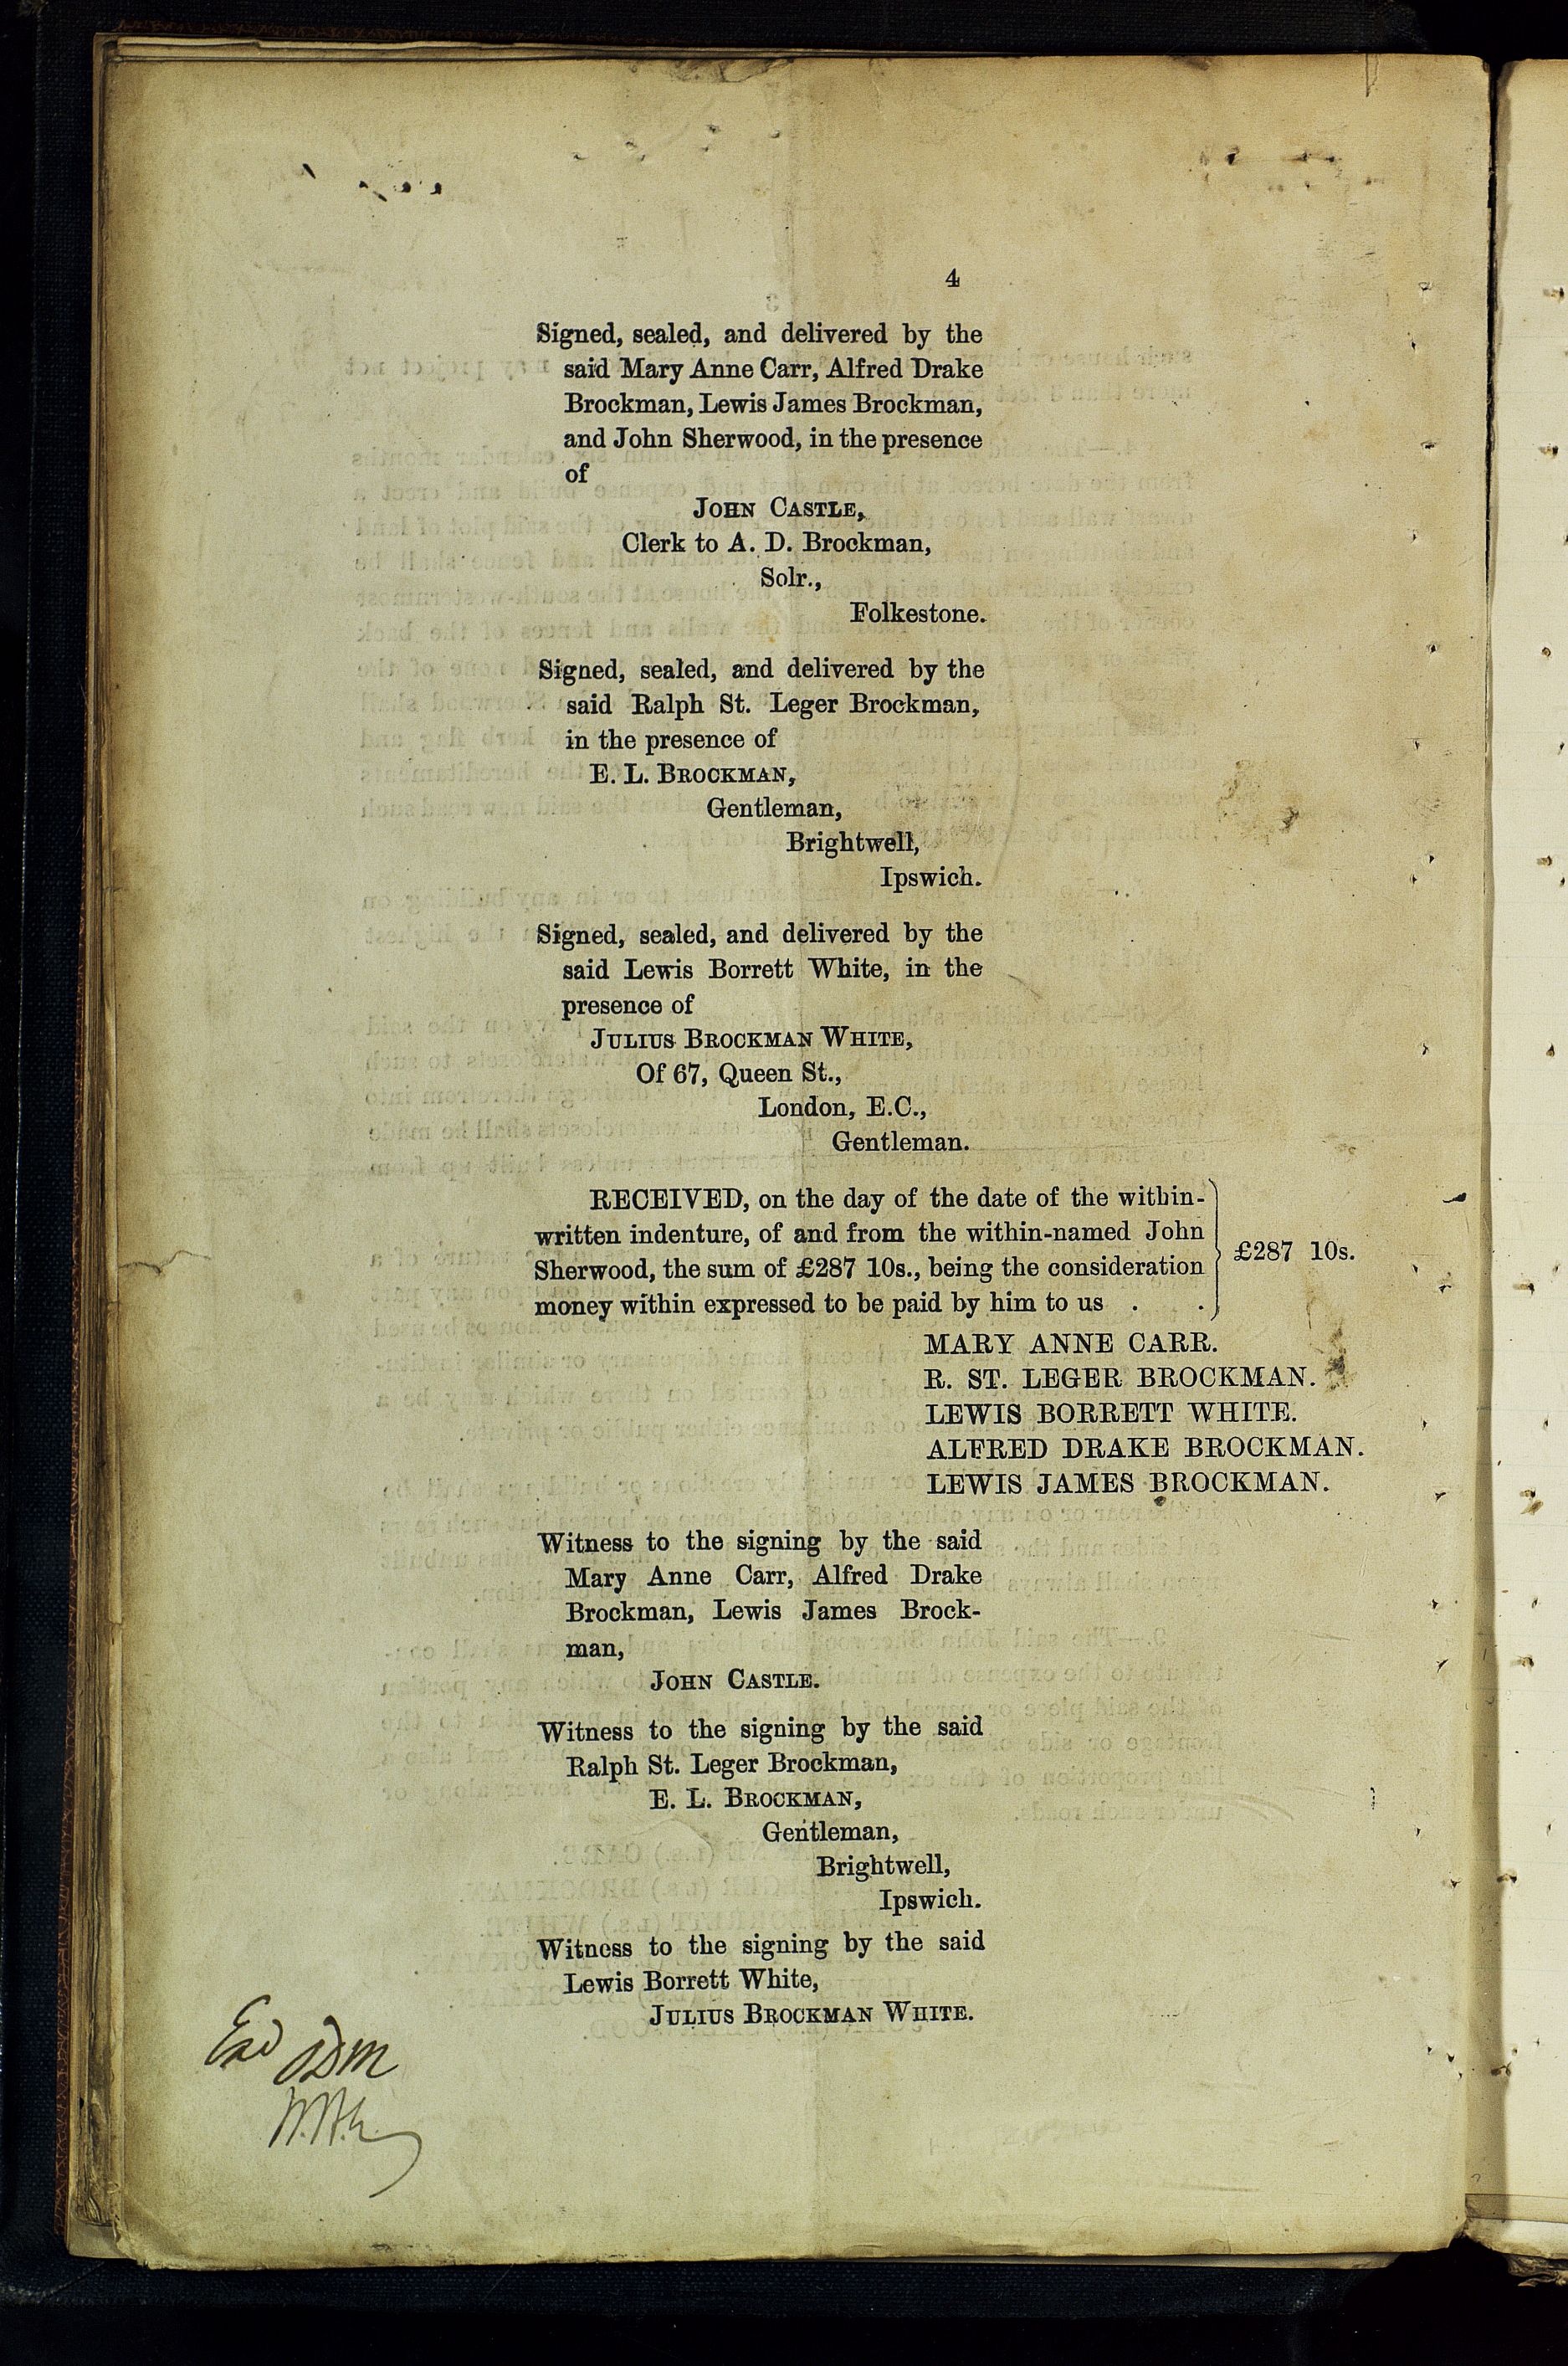 4
Signed, sealed, and delivered by the
said Mary Anne Carr, Alfred Drake
Brockman, Lewis James Brockman,
and John Sherwood, in the presence
of
JOHN CASTLE,
Clerk to A. D. Brockman,
Solr.,
Folkestone.
Signed, sealed, and delivered by the
said Ralph St. Leger Brockman,
in the presence of
E. L. BROCKMAN,
Gentleman,
Brightwell,
Ipswich.
Signed, sealed, and delivered by the
said Lewis Borrett White, in the
presence of
JULIUS BROCKMAN WHITE,
Of 67, Queen St.,
London, E.C.,
Gentleman.
RECEIVED, on the day of the date of the within-
written indenture, of and from the within-named John
Sherwood, the sum of £287 10s., being the consideration
money within expressed to be paid by him to us . .
£287 10s.
MARY ANNE CARR.
R. ST. LEGER BROCKMAN.
LEWIS BORRETT WHITE.
ALFRED DRAKE BROCKMAN.
LEWIS JAMES BROCKMAN.
Witness to the signing by the said
Mary Anne Carr, Alfred Drake
Brockman, Lewis James Brock-
man,
JOHN CASTLE.
Witness to the signing by the said
Ralph St. Leger Brockman,
E. L. BROCKMAN,
Gentleman,
Brightwell,
Ipswich.
Witness to the signing by the said
Lewis Borrett White,
JULIUS BROCKMAN WHITE.